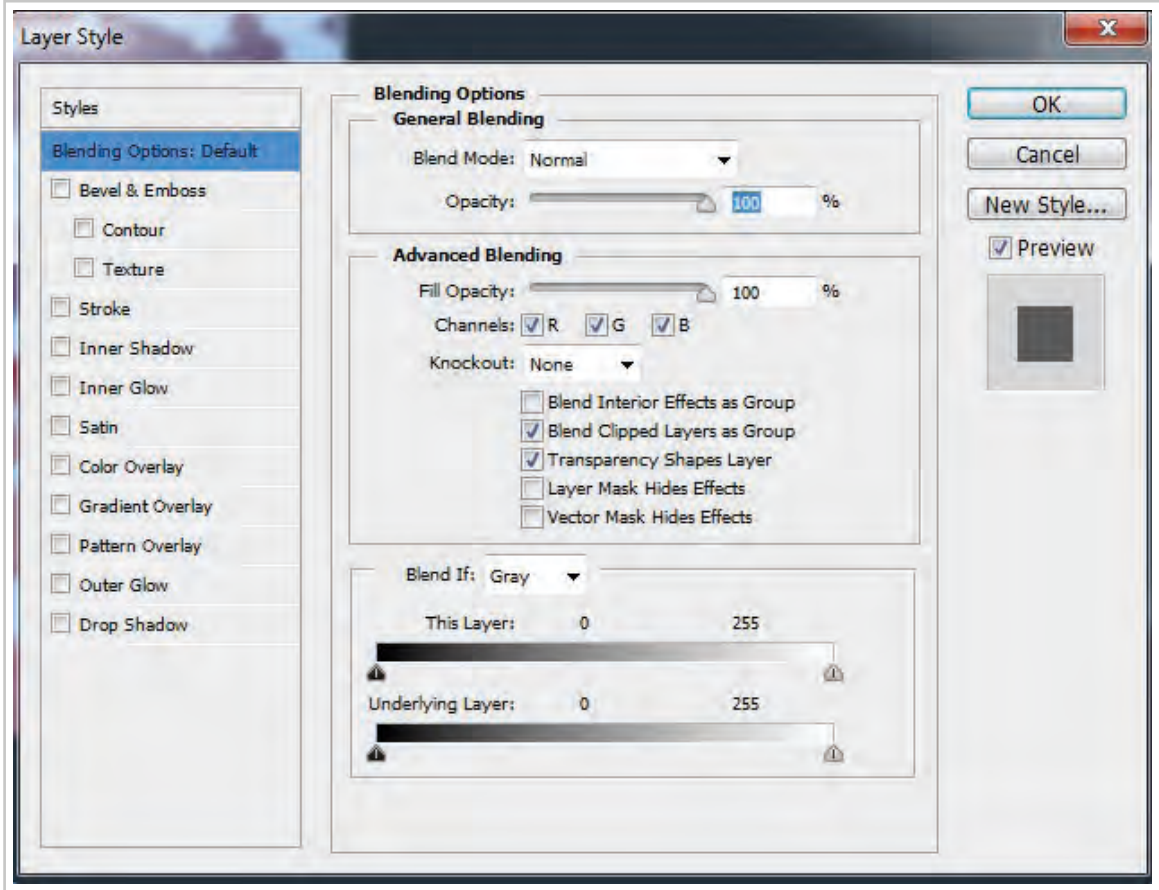 Layer Style
X
Styles
Blending Options: Default
Bevel & Emboss
Contour
Texture
Stroke
Inner Shadow
Inner Glow
Satin
Color Overlay
Gradient Overlay
Pattern Overlay
Outer Glow
Drop Shadow
Blending Options
General Blending
Blend Mode: Normal
Opacity: 100 %
Advanced Blending
Fill Opacity: 100 %
Channels: R G B
Knockout: None
Blend Interior Effects as Group
Blend Clipped Layers as Group
Transparency Shapes Layer
Layer Mask Hides Effects
Vector Mask Hides Effects
Blend If: Gray
This Layer: 0 255
Underlying Layer: 0 255
OK
Cancel
New Style...
Preview